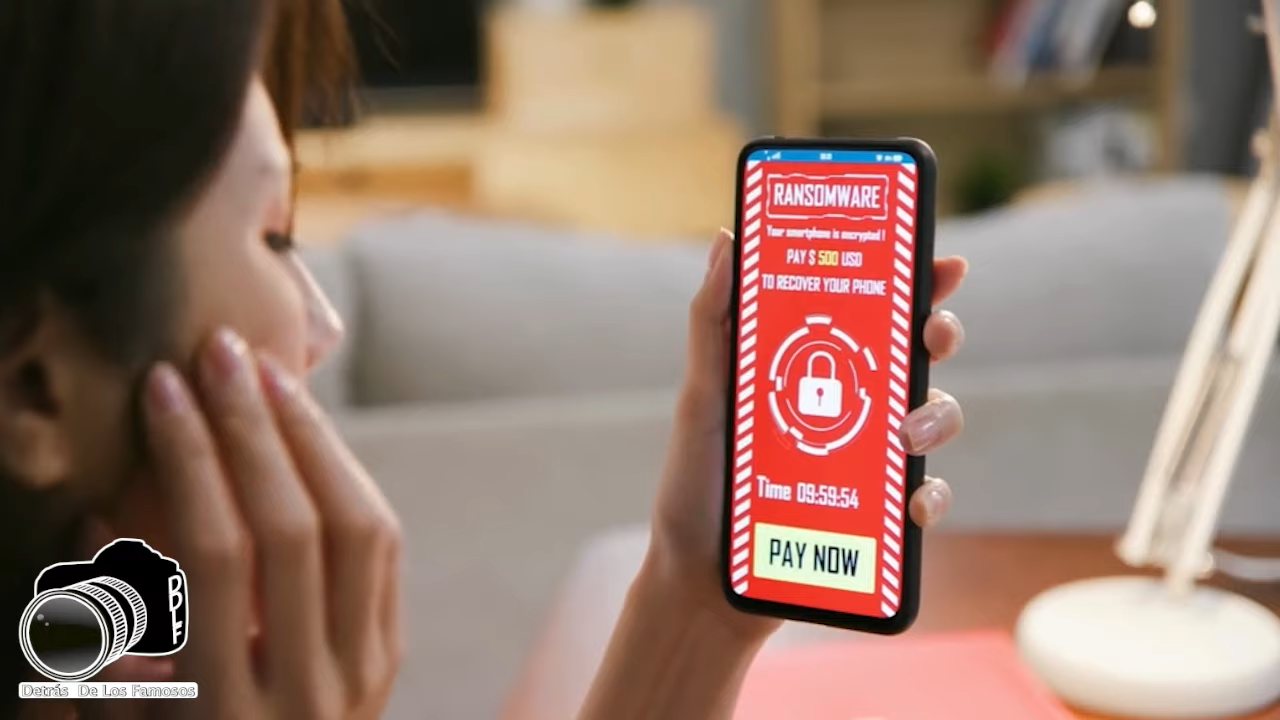 RANSOMWARE
Your smartphone is encrypted !
PAY $ 500 USD
TO RECOVER YOUR PHONE
Time 09:59:54
PAY NOW
BDLF
Detrás De Los Famosos